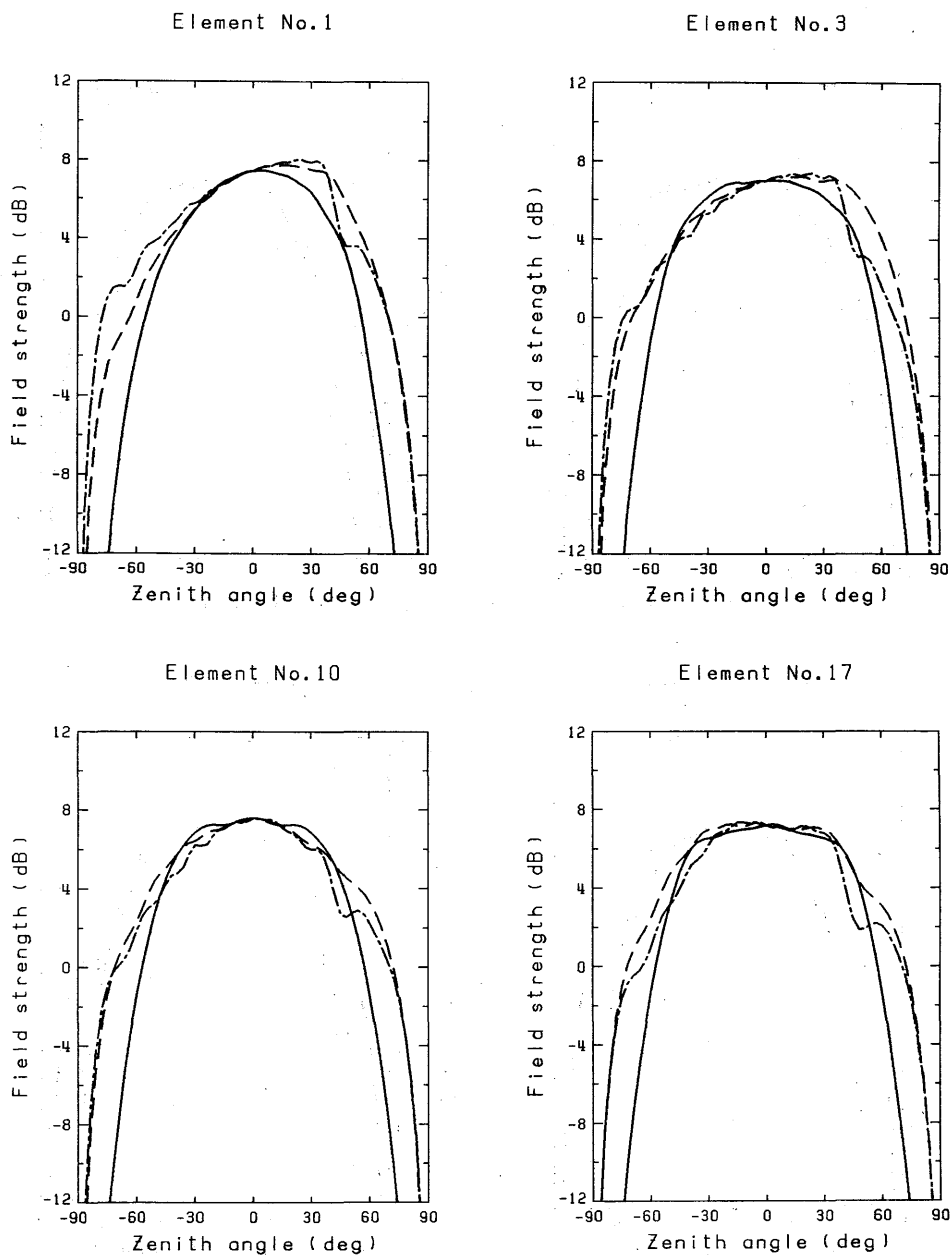 Element No.1
Element No.3
12
8
4
0
-4
-8
-12
Field strength (dB)
-90 -60 -30 0 30 60 90
Zenith angle (deg)
12
8
4
0
-4
-8
-12
Field strength (dB)
-90 -60 -30 0 30 60 90
Zenith angle (deg)
Element No.10
Element No.17
12
8
4
0
-4
-8
-12
Field strength (dB)
-90 -60 -30 0 30 60 90
Zenith angle (deg)
12
8
4
0
-4
-8
-12
Field strength (dB)
-90 -60 -30 0 30 60 90
Zenith angle (deg)